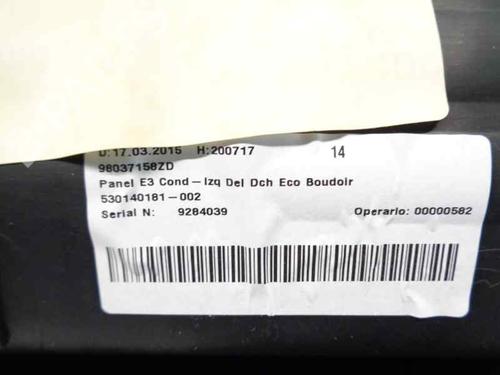 D:17.03.2015 H:200717 14
98037158ZD
Panel E3 Cond-Izq Del Dch Eco Boudoir
530140181-002
Serial N: 9284039 Operario: 00000582